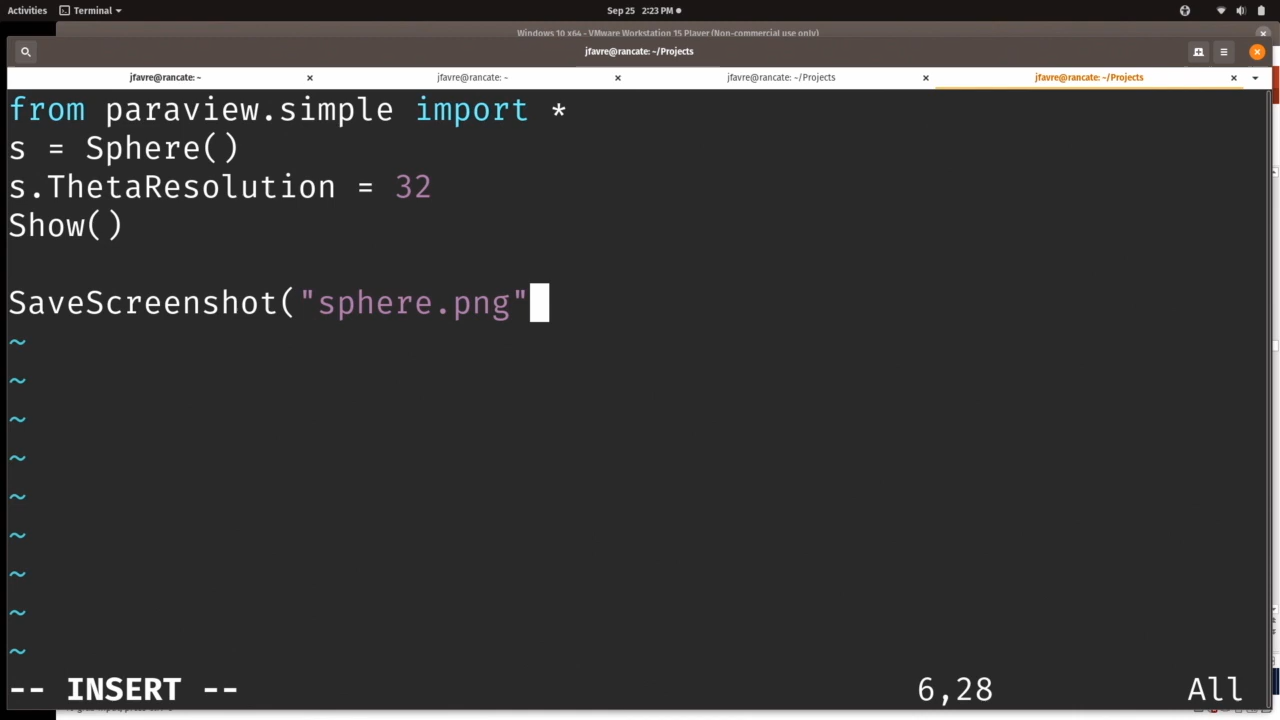 Activities Terminal Sep 25 2:23 PM
Windows 10 x64 - VMware Workstation 15 Player (Non-commercial use only)
jfavre@rancate: ~/Projects
jfavre@rancate: ~ jfavre@rancate: ~ jfavre@rancate: ~/Projects jfavre@rancate: ~/Projects
from paraview.simple import *
s = Sphere()
s.ThetaResolution = 32
Show()
SaveScreenshot("sphere.png"
~
~
~
~
~
~
~
~
~
-- INSERT -- 6,28 All